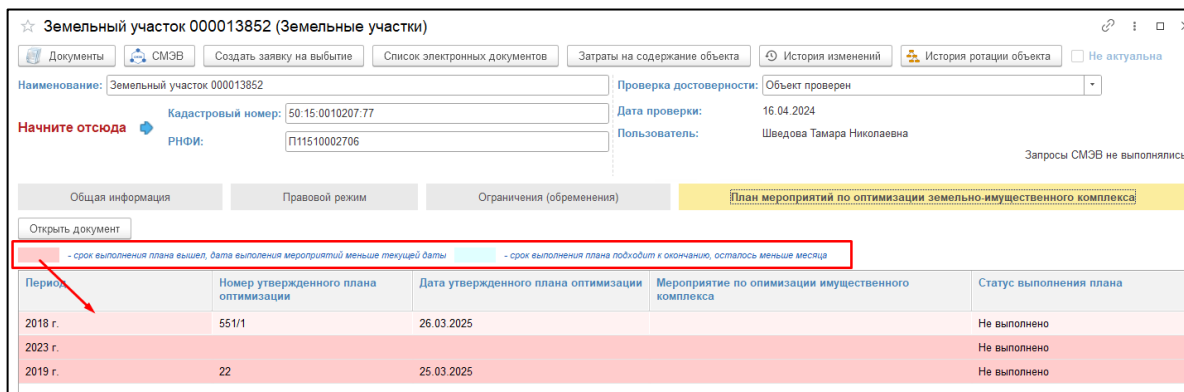 Земельный участок 000013852 (Земельные участки)
Документы СМЭВ Создать заявку на выбытие Список электронных документов Затраты на содержание объекта История изменений История ротации объекта Не актуальна
Наименование: Земельный участок 000013852 Проверка достоверности: Объект проверен
Начните отсюда Кадастровый номер: 50:15:0010207:77 Дата проверки: 16.04.2024
РНФИ: П11510002706 Пользователь: Шведова Тамара Николаевна
Запросы СМЭВ не выполнялись
Общая информация Правовой режим Ограничения (обременения) План мероприятий по оптимизации земельно-имущественного комплекса
Открыть документ
- срок выполнения плана вышел, дата выполения мероприятий меньше текущей даты - срок выполнения плана подходит к окончанию, осталось меньше месяца
Период Номер утвержденного плана оптимизации Дата утвержденного плана оптимизации Мероприятие по опимизации имущественного комплекса Статус выполнения плана
2018 г. 551/1 26.03.2025 Не выполнено
2023 г. Не выполнено
2019 г. 22 25.03.2025 Не выполнено